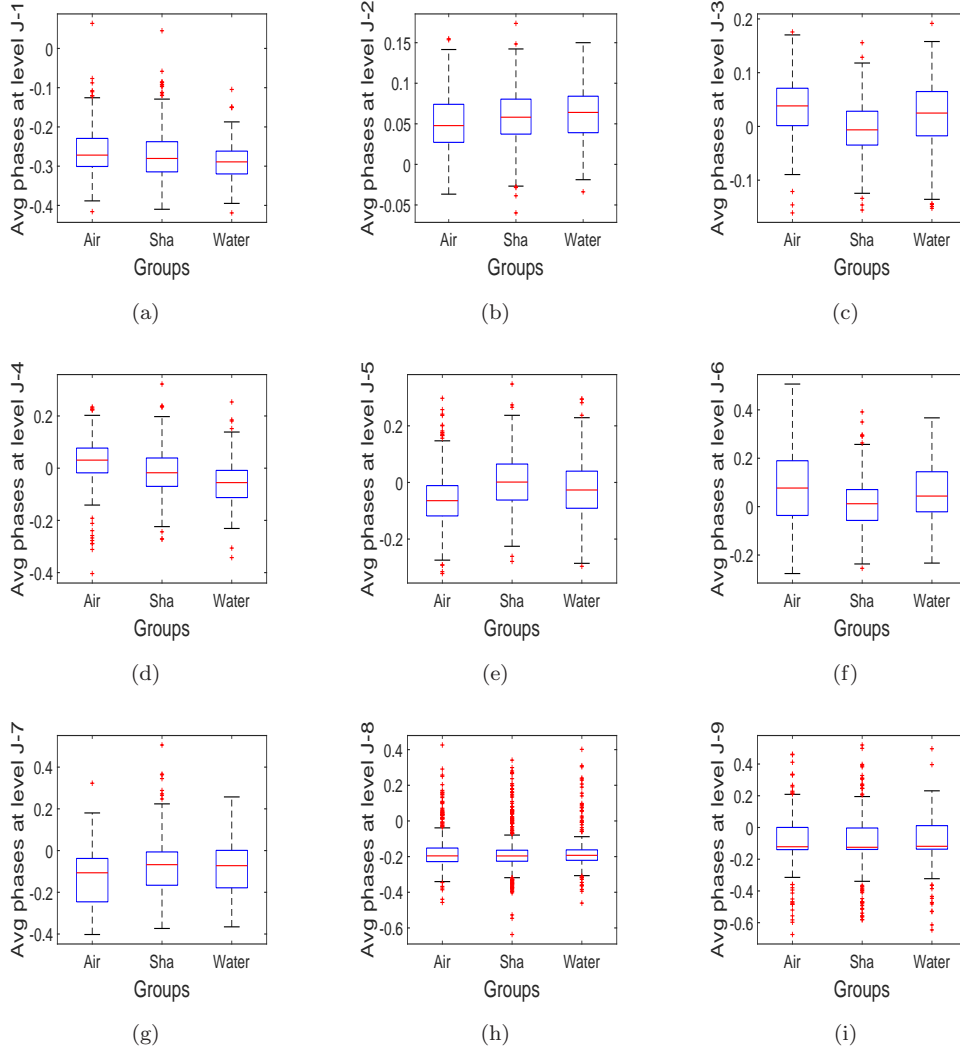 Avg phases at level J-1
0
-0.1
-0.2
-0.3
-0.4
Air Sha Water
Groups
(a)
Avg phases at level J-2
0.15
0.1
0.05
0
-0.05
Air Sha Water
Groups
(b)
Avg phases at level J-3
0.2
0.1
0
-0.1
Air Sha Water
Groups
(c)
Avg phases at level J-4
0.2
0
-0.2
-0.4
Air Sha Water
Groups
(d)
Avg phases at level J-5
0.2
0
-0.2
Air Sha Water
Groups
(e)
Avg phases at level J-6
0.4
0.2
0
-0.2
Air Sha Water
Groups
(f)
Avg phases at level J-7
0.4
0.2
-0
-0.2
-0.4
Air Sha Water
Groups
(g)
Avg phases at level J-8
0.4
0.2
0
-0.2
-0.4
-0.6
Air Sha Water
Groups
(h)
Avg phases at level J-9
0.4
0.2
0
-0.2
-0.4
-0.6
Air Sha Water
Groups
(i)